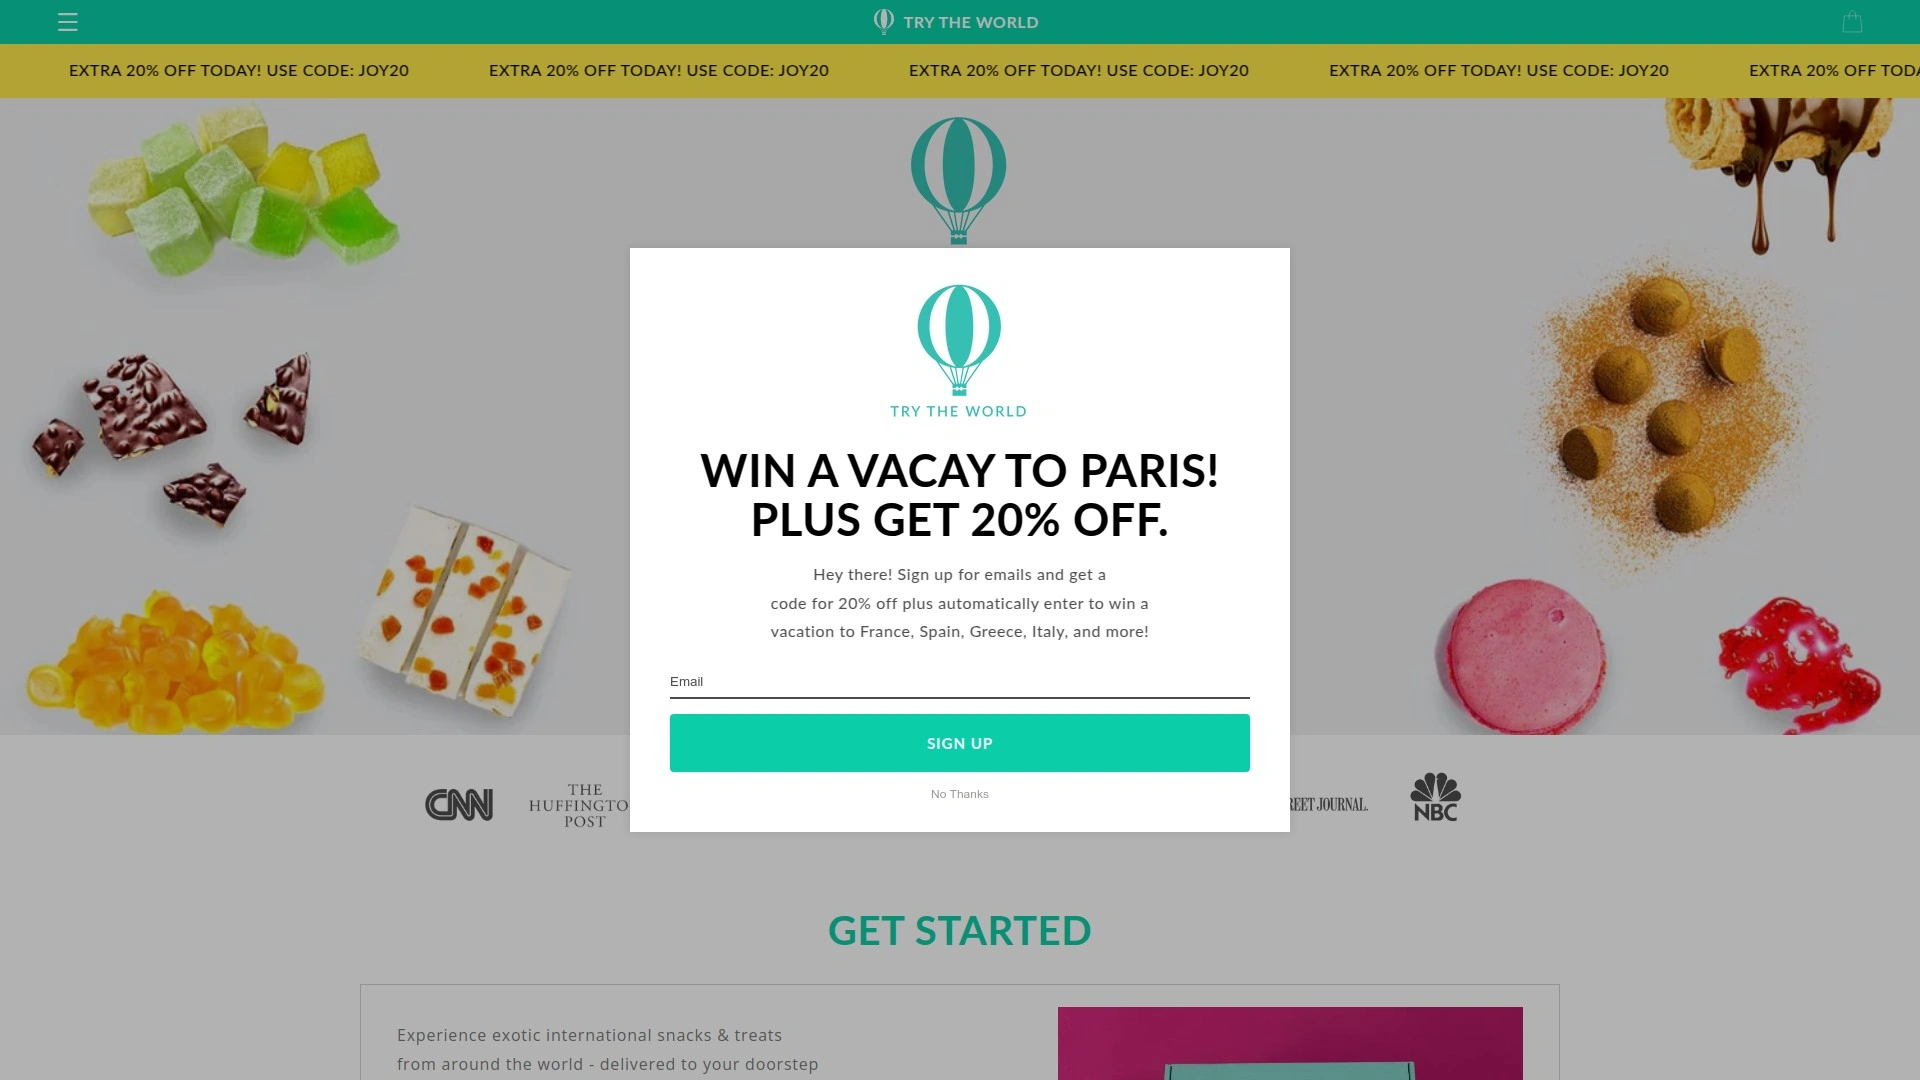 TRY THE WORLD
EXTRA 20% OFF TODAY! USE CODE: JOY20 EXTRA 20% OFF TODAY! USE CODE: JOY20 EXTRA 20% OFF TODAY! USE CODE: JOY20 EXTRA 20% OFF TODAY! USE CODE: JOY20 EXTRA 20% OFF TODA
TRY THE WORLD
WIN A VACAY TO PARIS!
PLUS GET 20% OFF.
Hey there! Sign up for emails and get a
code for 20% off plus automatically enter to win a
vacation to France, Spain, Greece, Italy, and more!
Email
SIGN UP
No Thanks
CNN
THE
HUFFINGTO
POST
REET JOURNAL.
NBC
GET STARTED
Experience exotic international snacks & treats
from around the world - delivered to your doorstep